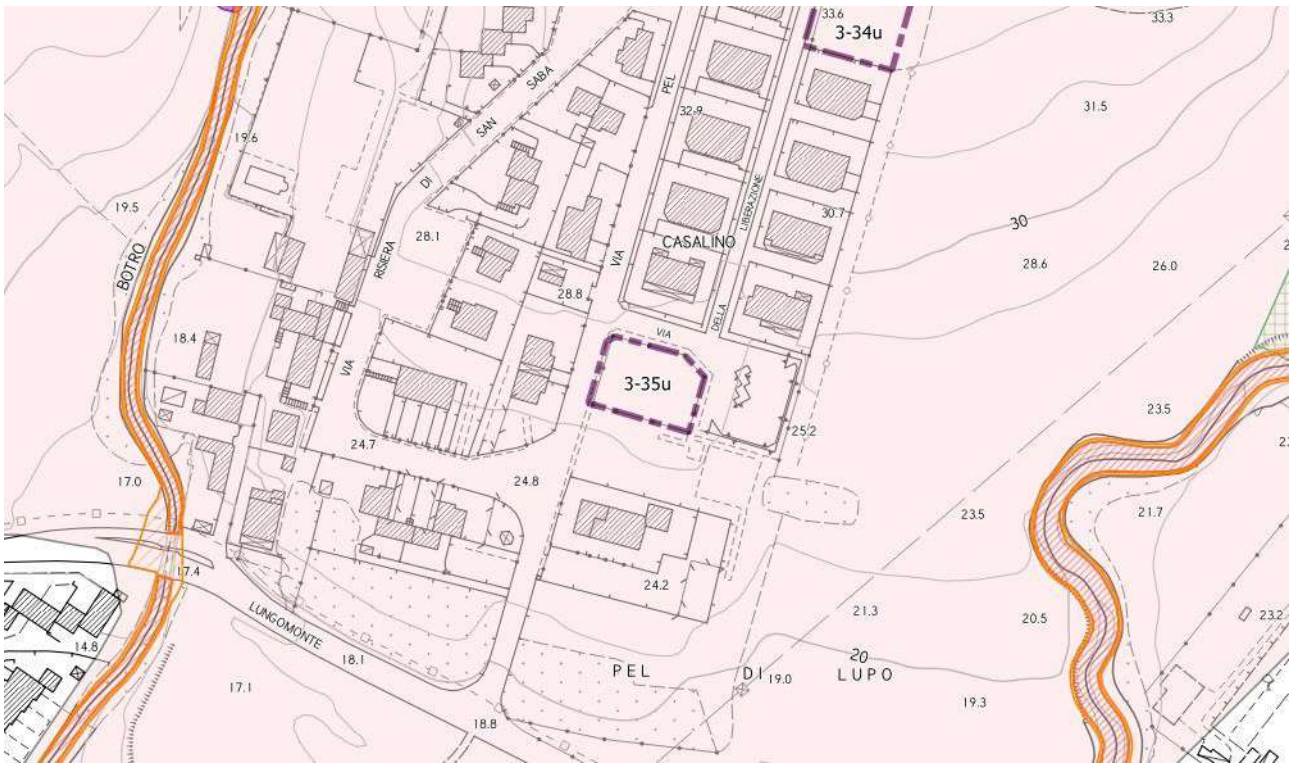 33.6
3-34u
33.3
SABA
PEL
31.5
32.9
SAN
19.6
DI
LIBERAZIONE
19.5
30.7
30
28.1
CASALINO
BOTRO
RISIERA
VIA
28.6
26.0
28.8
18.4
VIA
DELLA
VIA
3-35u
23.5
24.7
25.2
17.0
24.8
23.5
21.7
17.4
24.2
21.3
20.5
23.2
LUNGOMONTE
14.8
18.1
20
PEL DI LUPO
19.0
17.1
19.3
18.8